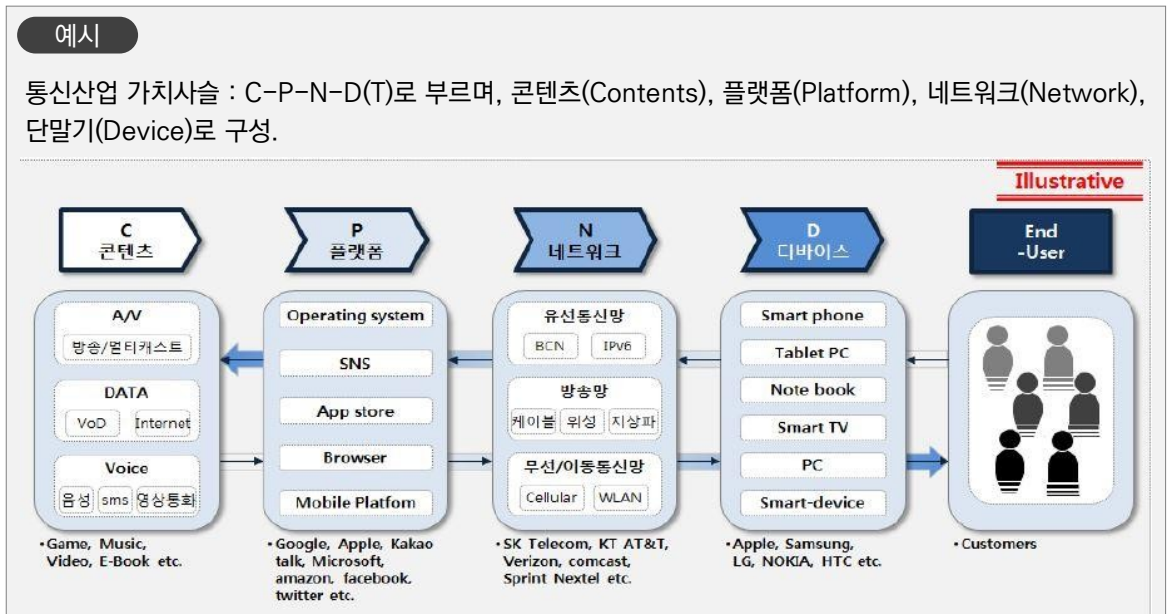 예시
통신산업 가치사슬 : C-P-N-D(T)로 부르며, 콘텐츠(Contents), 플랫폼(Platform), 네트워크(Network),
단말기(Device)로 구성.
Illustrative
C
콘텐츠
P
플랫폼
N
네트워크
D
디바이스
End
-User
A/V
방송/멀티캐스트
DATA
VoD Internet
Voice
음성 sms 영상통화
Operating system
SNS
App store
Browser
Mobile Platfom
유선통신망
BCN IPv6
방송망
케이블 위성 지상파
무선/이동통신망
Cellular WLAN
Smart phone
Tablet PC
Note book
Smart TV
PC
Smart-device
•Game, Music,
Video, E-Book etc.
•Google, Apple, Kakao
talk, Microsoft,
amazon, facebook,
twitter etc.
•SK Telecom, KT AT&T,
Verizon, comcast,
Sprint Nextel etc.
•Apple, Samsung,
LG, NOKIA, HTC etc.
•Customers